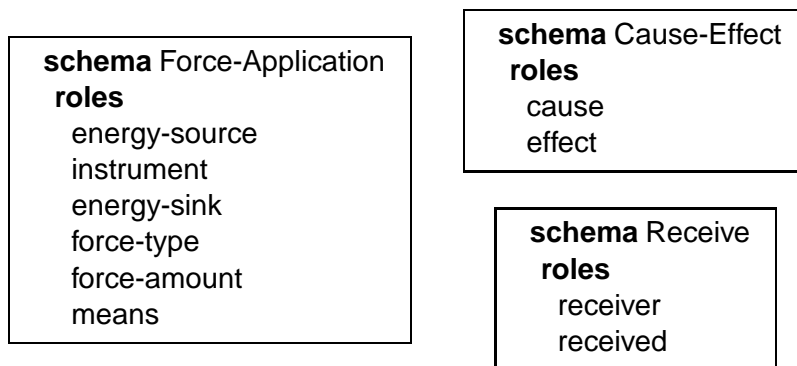 schema Force-Application
roles
energy-source
instrument
energy-sink
force-type
force-amount
means
schema Cause-Effect
roles
cause
effect
schema Receive
roles
receiver
received